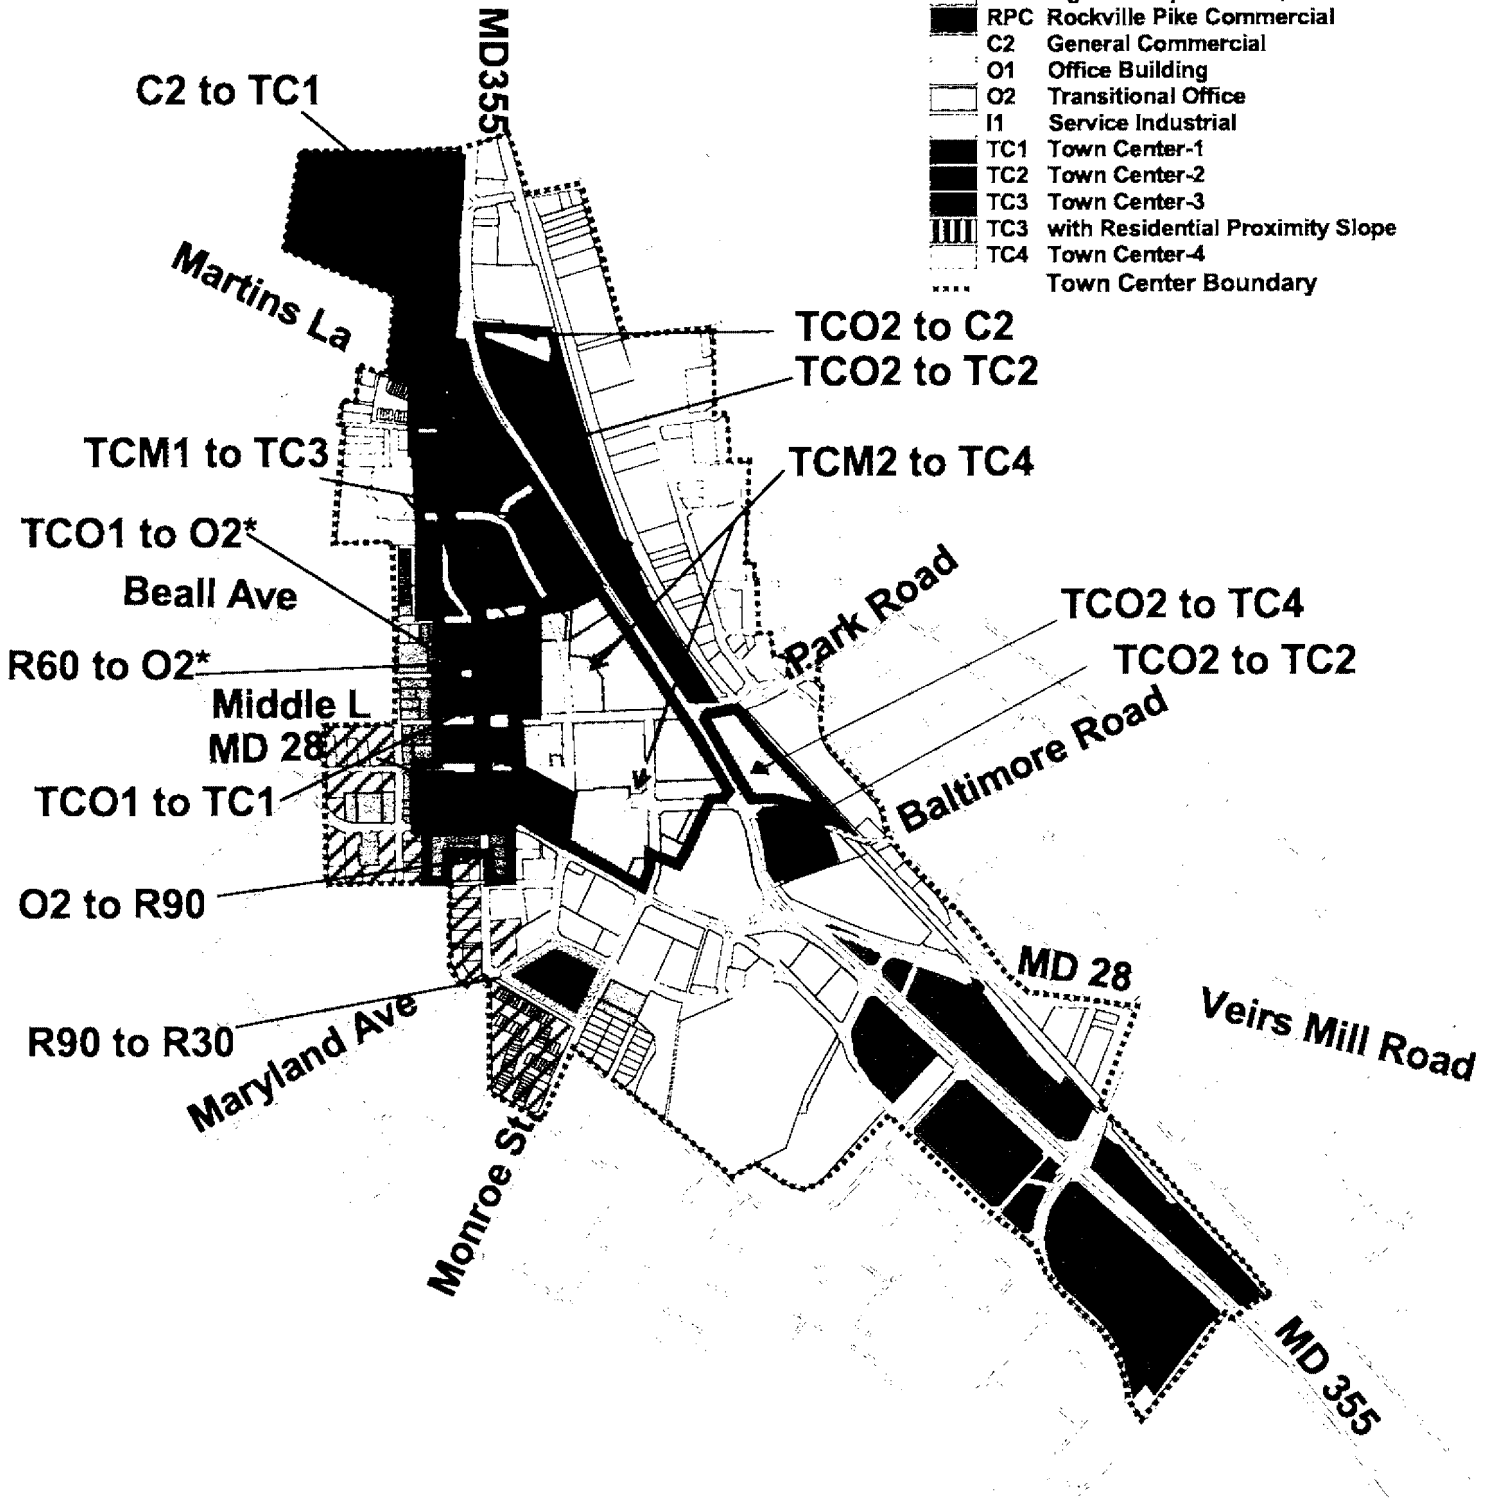 RPC Rockville Pike Commercial
C2 General Commercial
O1 Office Building
O2 Transitional Office
I1 Service Industrial
TC1 Town Center-1
TC2 Town Center-2
TC3 Town Center-3
TC3 with Residential Proximity Slope
TC4 Town Center-4
Town Center Boundary
MD355
C2 to TC1
Martins La
TCO2 to C2
TCO2 to TC2
TCM1 to TC3
TCM2 to TC4
TCO1 to O2*
Beall Ave
Park Road
TCO2 to TC4
R60 to O2*
TCO2 to TC2
Middle L
MD 28
Baltimore Road
TCO1 to TC1
O2 to R90
MD 28
Veirs Mill Road
R90 to R30
Maryland Ave
Monroe St.
MD 355